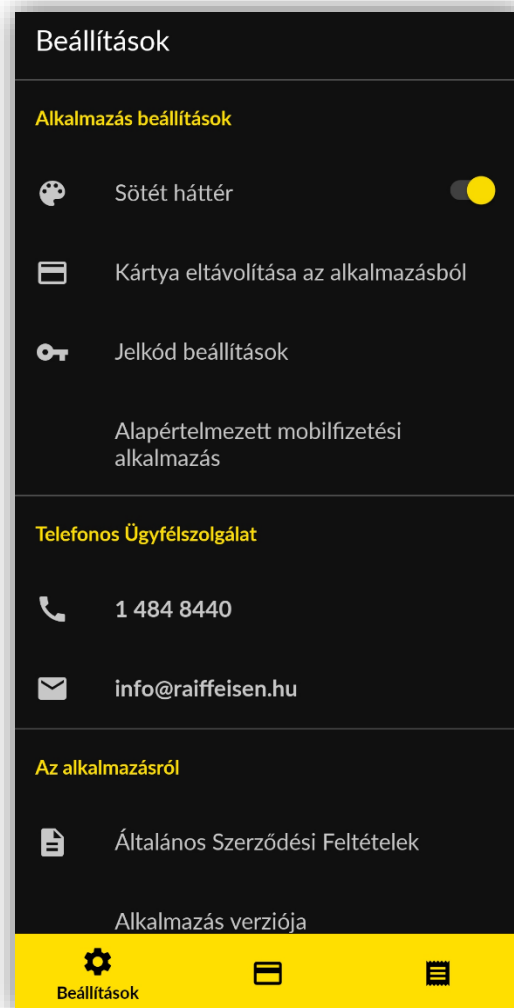 Beállítások
Alkalmazás beállítások
Sötét háttér
Kártya eltávolítása az alkalmazásból
Jelkód beállítások
Alapértelmezett mobilfizetési
alkalmazás
Telefonos Ügyfélszolgálat
1 484 8440
info@raiffeisen.hu
Az alkalmazásról
Általános Szerződési Feltételek
Alkalmazás verziója
Beállítások